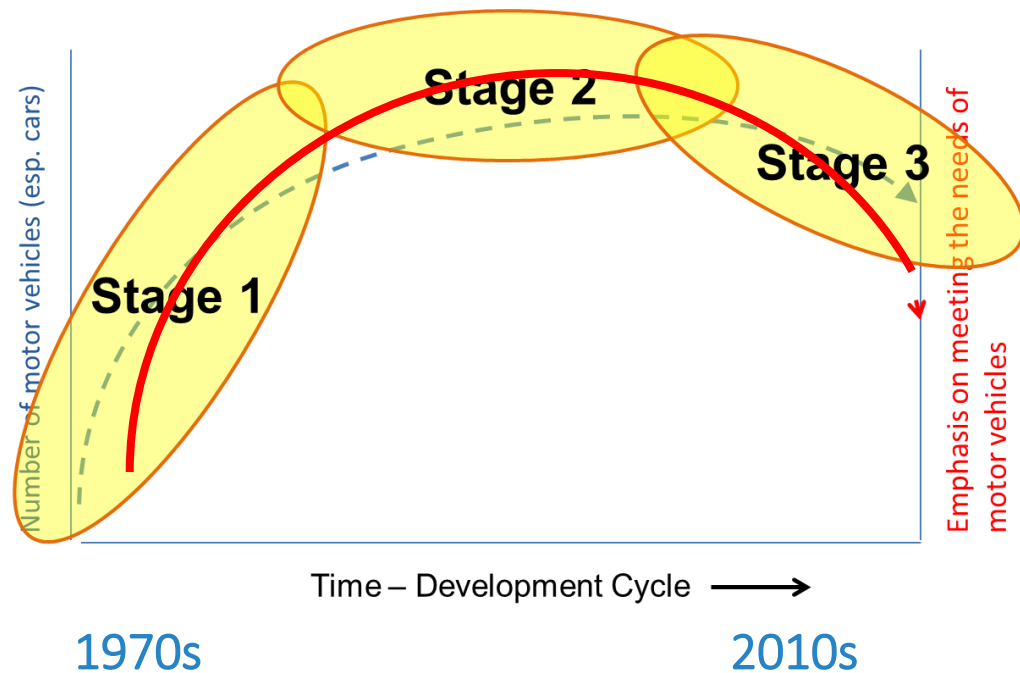 Number of motor vehicles (esp. cars)
Stage 1
Stage 2
Stage 3
Emphasis on meeting the needs of
motor vehicles
Time – Development Cycle
1970s
2010s